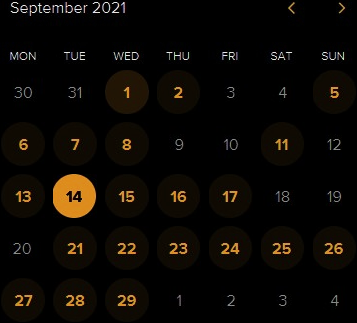 September 2021
MON TUE WED THU FRI SAT SUN
30 31 1 2 3 4 5
6 7 8 9 10 11 12
13 14 15 16 17 18 19
20 21 22 23 24 25 26
27 28 29 1 2 3 4